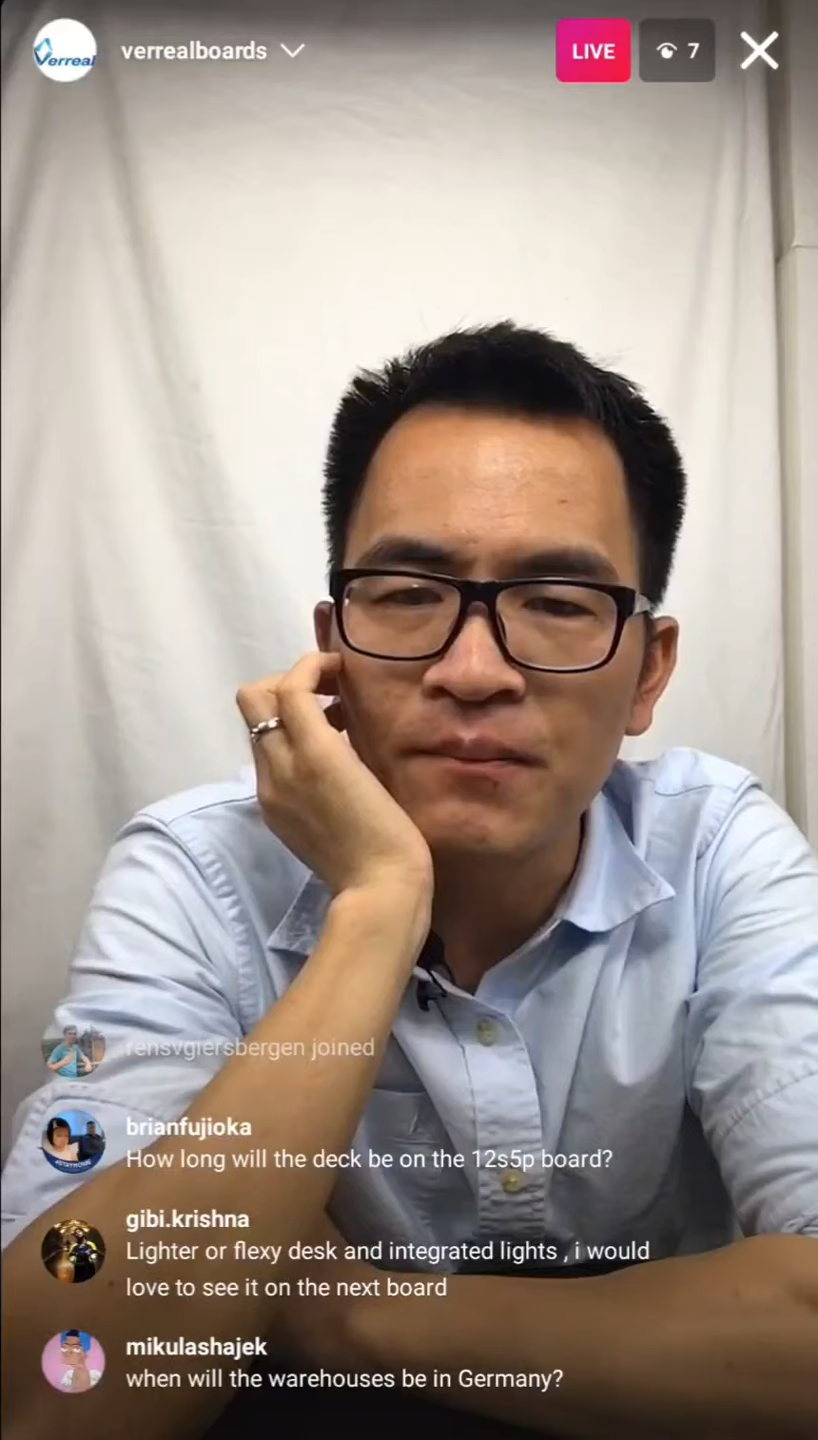 Verreal
verrealboards
LIVE
7
rensvgiersbergen joined
brianfujioka
How long will the deck be on the 12s5p board?
gibi.krishna
Lighter or flexy desk and integrated lights , i would
love to see it on the next board
mikulashajek
when will the warehouses be in Germany?